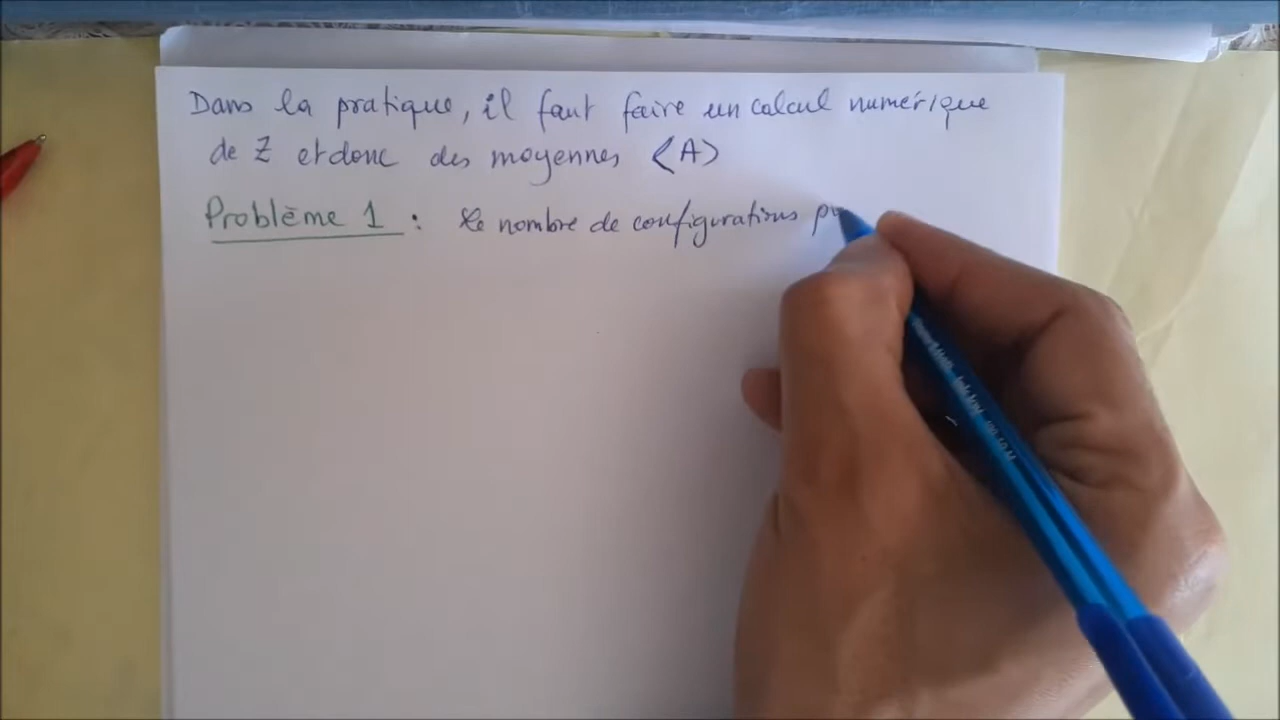 Dans la pratique, il faut faire un calcul numérique
de Z et donc des moyennes <A>
Problème 1 : Le nombre de configurations